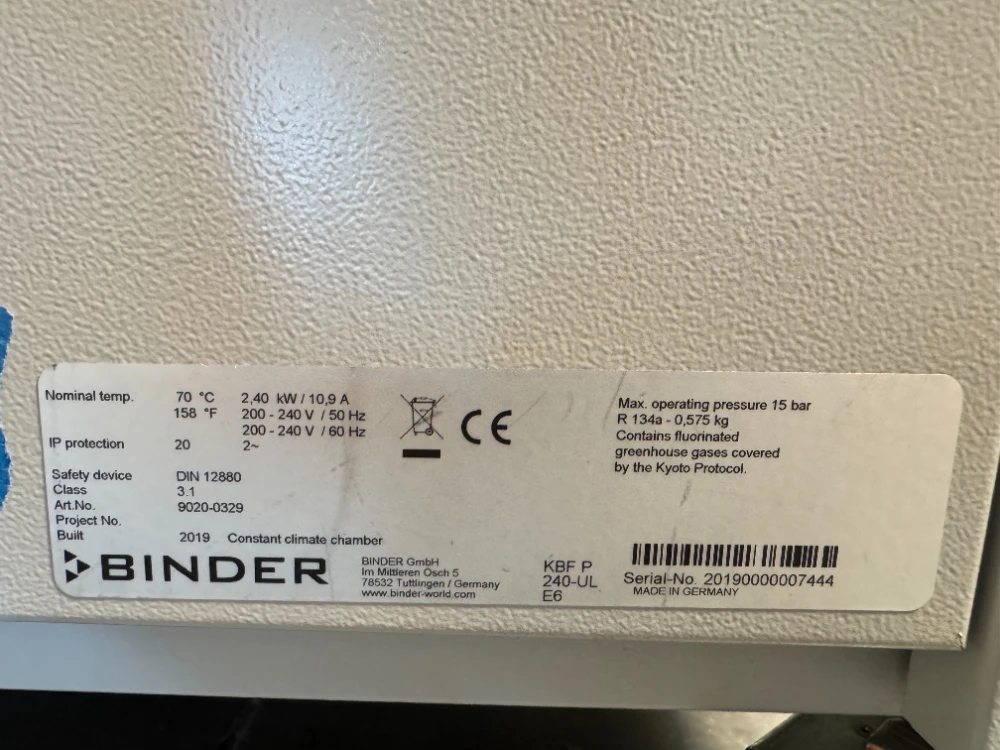 Nominal temp. 70 °C 2,40 kW / 10,9 A
158 °F 200 - 240 V / 50 Hz
200 - 240 V / 60 Hz
IP protection 20 2~
Safety device DIN 12880
Class 3.1
Art.No. 9020-0329
Project No.
Built 2019 Constant climate chamber
CE
Max. operating pressure 15 bar
R 134a - 0,575 kg
Contains fluorinated
greenhouse gases covered
by the Kyoto Protocol.
BINDER
BINDER GmbH
Im Mittleren Ösch 5
78532 Tuttlingen / Germany
www.binder-world.com
KBF P
240-UL
E6
Serial-No. 20190000007444
MADE IN GERMANY